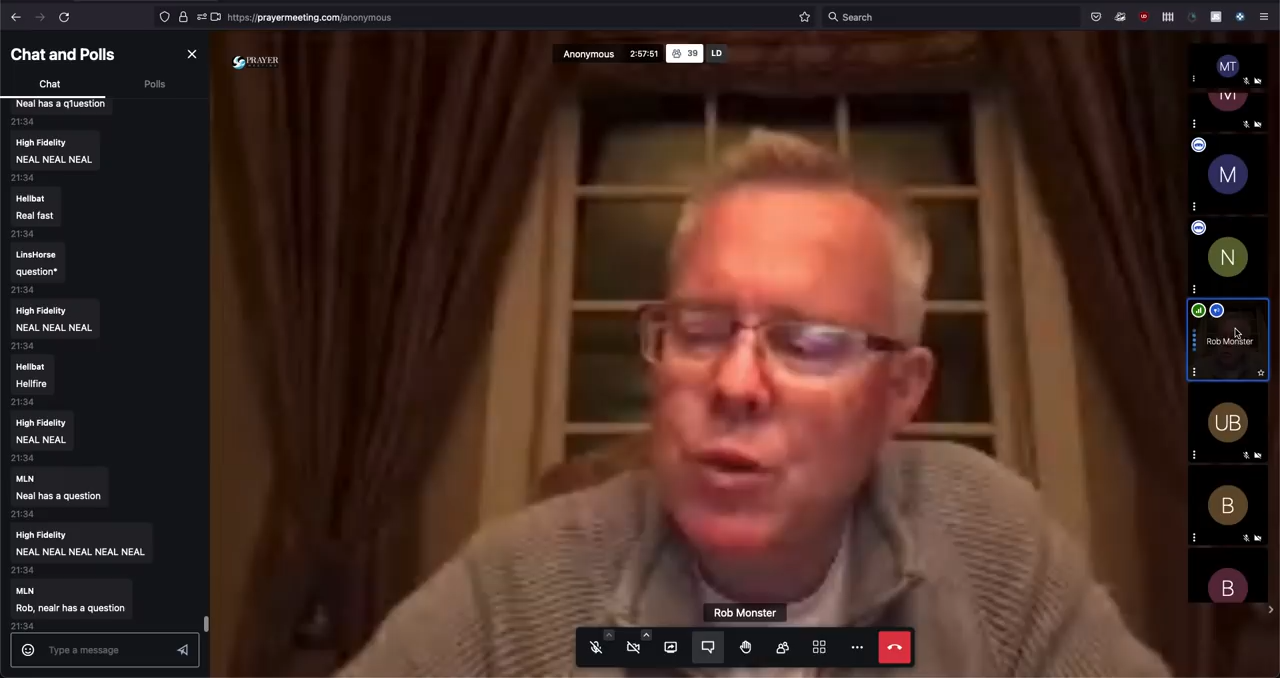 https://prayermeeting.com/anonymous
Search
Chat and Polls
Chat
Polls
Neal has a q1uestion
21:34
High Fidelity
NEAL NEAL NEAL
21:34
Hellbat
Real fast
21:34
LinsHorse
question*
21:34
High Fidelity
NEAL NEAL NEAL
21:34
Hellbat
Hellfire
21:34
High Fidelity
NEAL NEAL
21:34
MLN
Neal has a question
21:34
High Fidelity
NEAL NEAL NEAL NEAL NEAL
21:34
MLN
Rob, nealr has a question
21:34
Type a message
PRAYER
Anonymous 2:57:51 39 LD
Rob Monster
MT
M
M
N
Rob Monster
UB
B
B